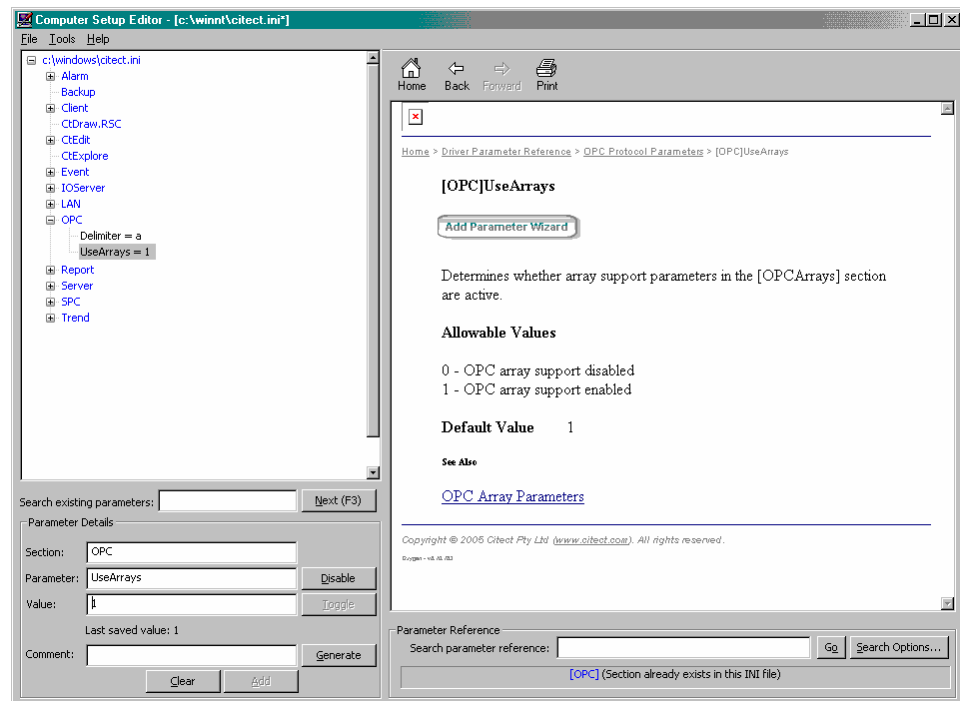 Computer Setup Editor - [c:\winnt\citect.ini*]
File Tools Help
c:\windows\citect.ini
Alarm
Backup
Client
CtDraw.RSC
CtEdit
CtExplore
Event
IOServer
LAN
OPC
Delimiter = a
UseArrays = 1
Report
Server
SPC
Trend
Search existing parameters:
Next (F3)
Parameter Details
Section: OPC
Parameter: UseArrays Disable
Value: 1 Toggle
Last saved value: 1
Comment: Generate
Clear Add
Home Back Forward Print
Home > Driver Parameter Reference > OPC Protocol Parameters > [OPC]UseArrays
[OPC]UseArrays
Add Parameter Wizard
Determines whether array support parameters in the [OPCArrays] section
are active.
Allowable Values
0 - OPC array support disabled
1 - OPC array support enabled
Default Value 1
See Also
OPC Array Parameters
Copyright © 2005 Citect Pty Ltd (www.citect.com). All rights reserved.
Parameter Reference
Search parameter reference: Go Search Options...
[OPC] (Section already exists in this INI file)